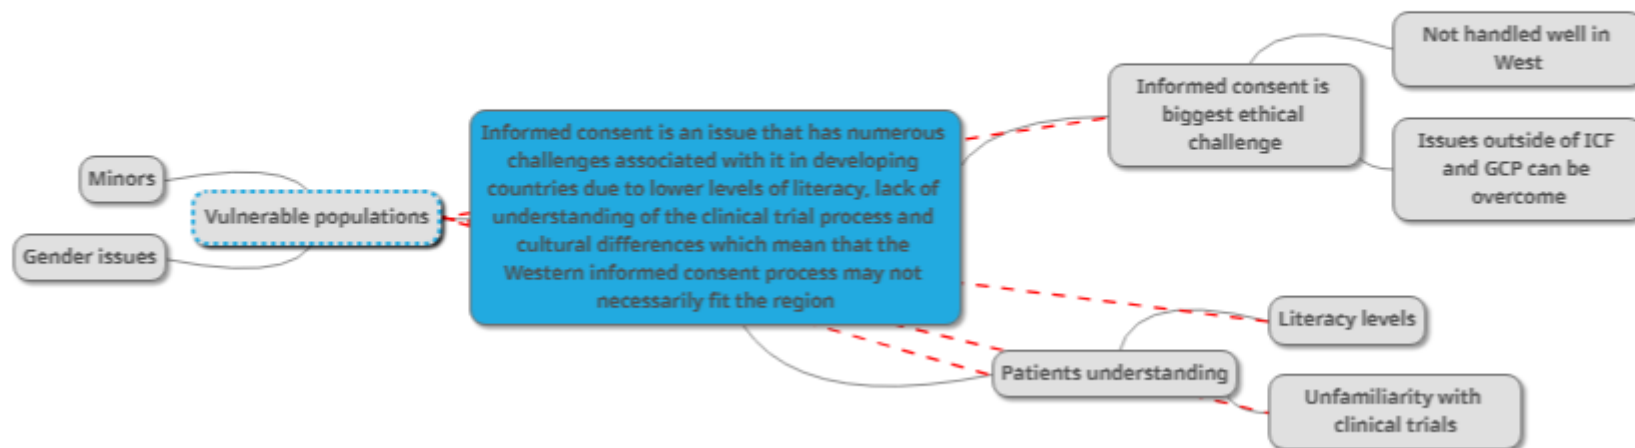 Minors
Vulnerable populations
Gender issues
Informed consent is an issue that has numerous
challenges associated with it in developing
countries due to lower levels of literacy, lack of
understanding of the clinical trial process and
cultural differences which mean that the
Western informed consent process may not
necessarily fit the region
Informed consent is
biggest ethical
challenge
Not handled well in
West
Issues outside of ICF
and GCP can be
overcome
Patients understanding
Literacy levels
Unfamiliarity with
clinical trials